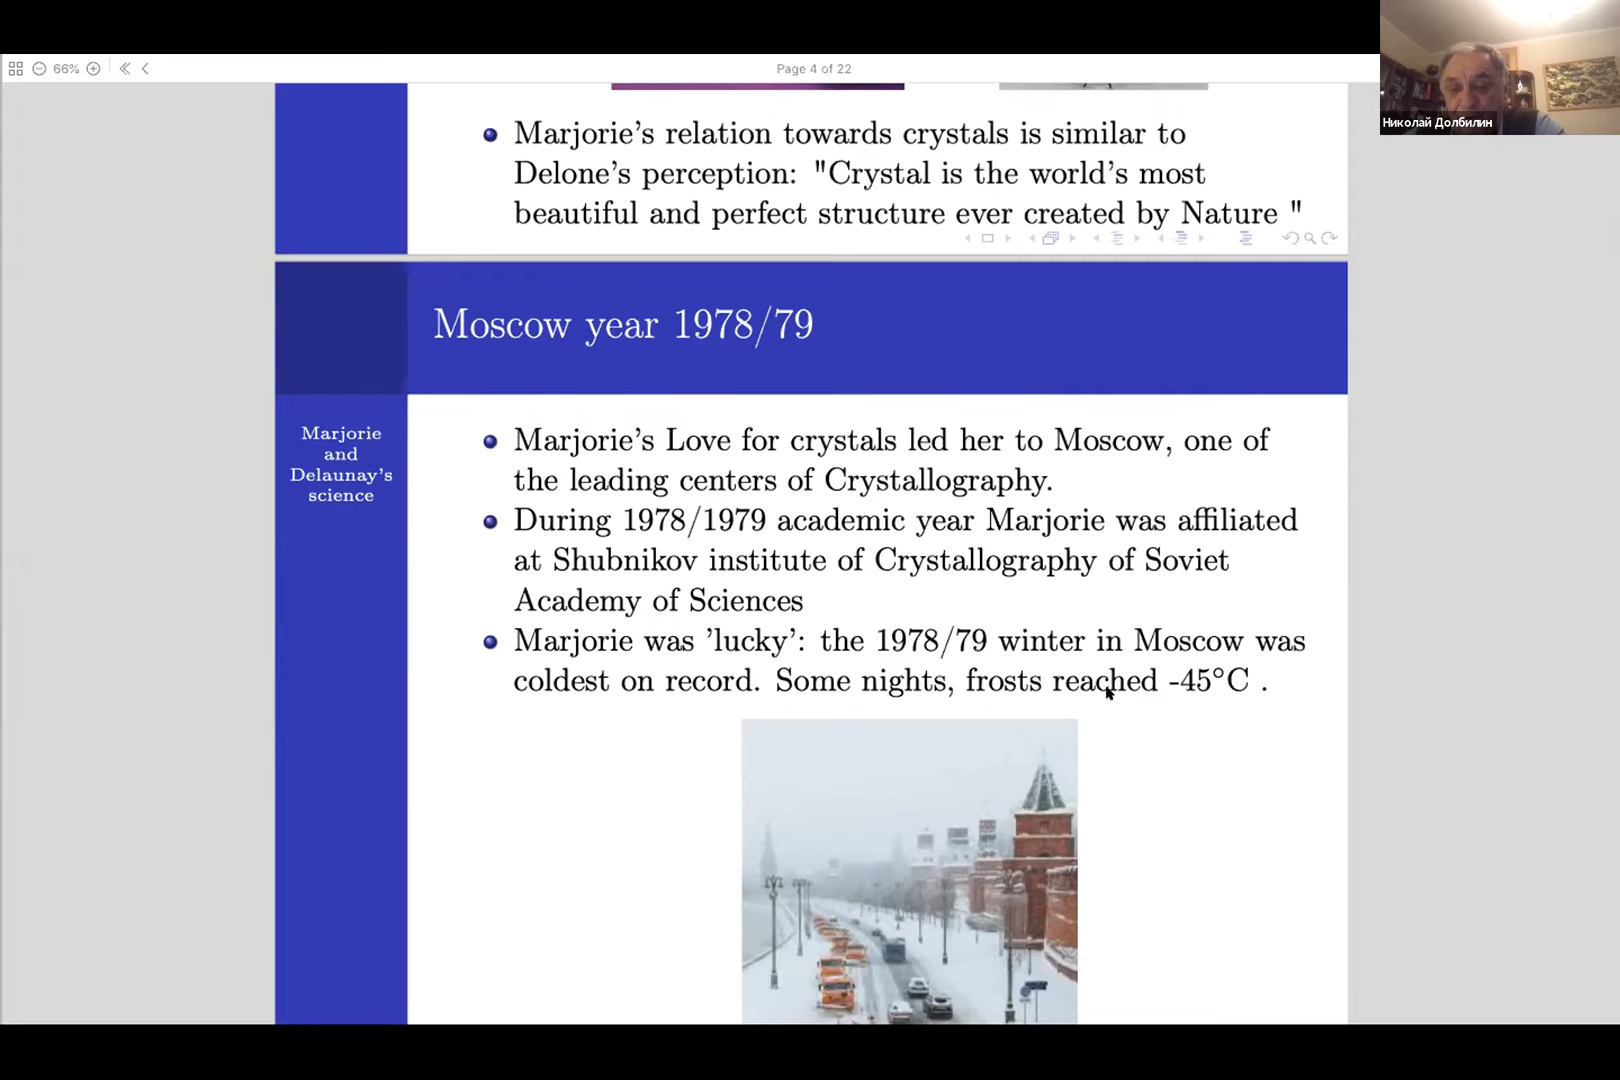 66%
Page 4 of 22
Николай Долбилин
Marjorie's relation towards crystals is similar to
Delone's perception: "Crystal is the world's most
beautiful and perfect structure ever created by Nature "
Moscow year 1978/79
Marjorie
and
Delaunay's
science
Marjorie's Love for crystals led her to Moscow, one of
the leading centers of Crystallography.
During 1978/1979 academic year Marjorie was affiliated
at Shubnikov institute of Crystallography of Soviet
Academy of Sciences
Marjorie was 'lucky': the 1978/79 winter in Moscow was
coldest on record. Some nights, frosts reached -45°C .